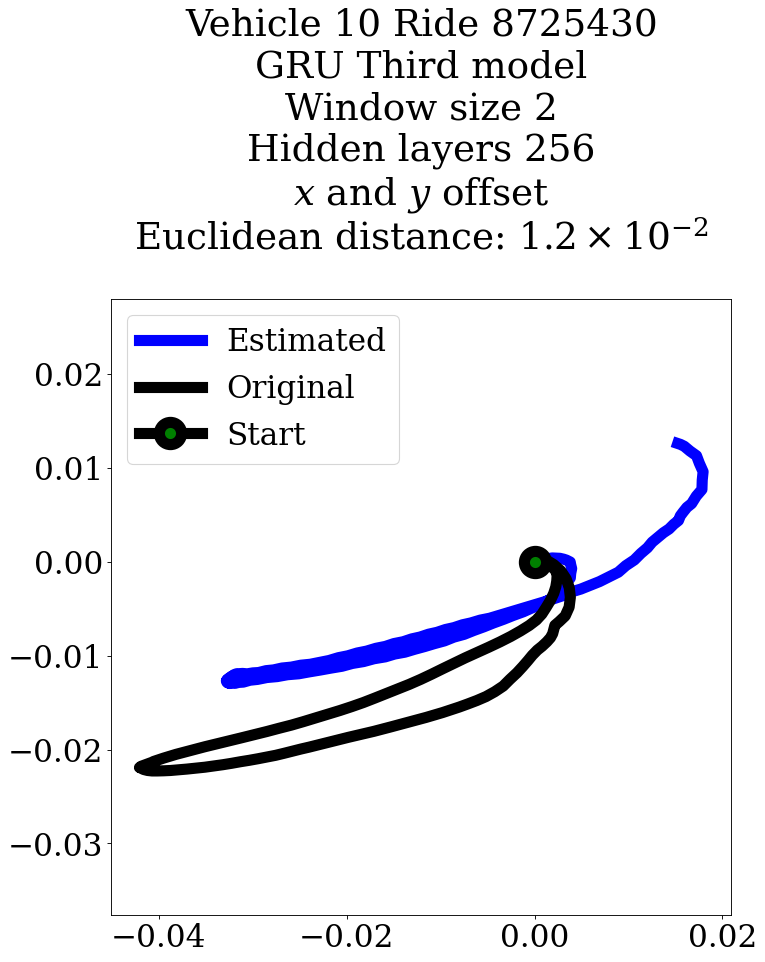 Vehicle 10 Ride 8725430
GRU Third model
Window size 2
Hidden layers 256
x and y offset
Euclidean distance: 1.2 × 10⁻²
Estimated
Original
Start
0.02
0.01
0.00
−0.01
−0.02
−0.03
−0.04
−0.02
0.00
0.02